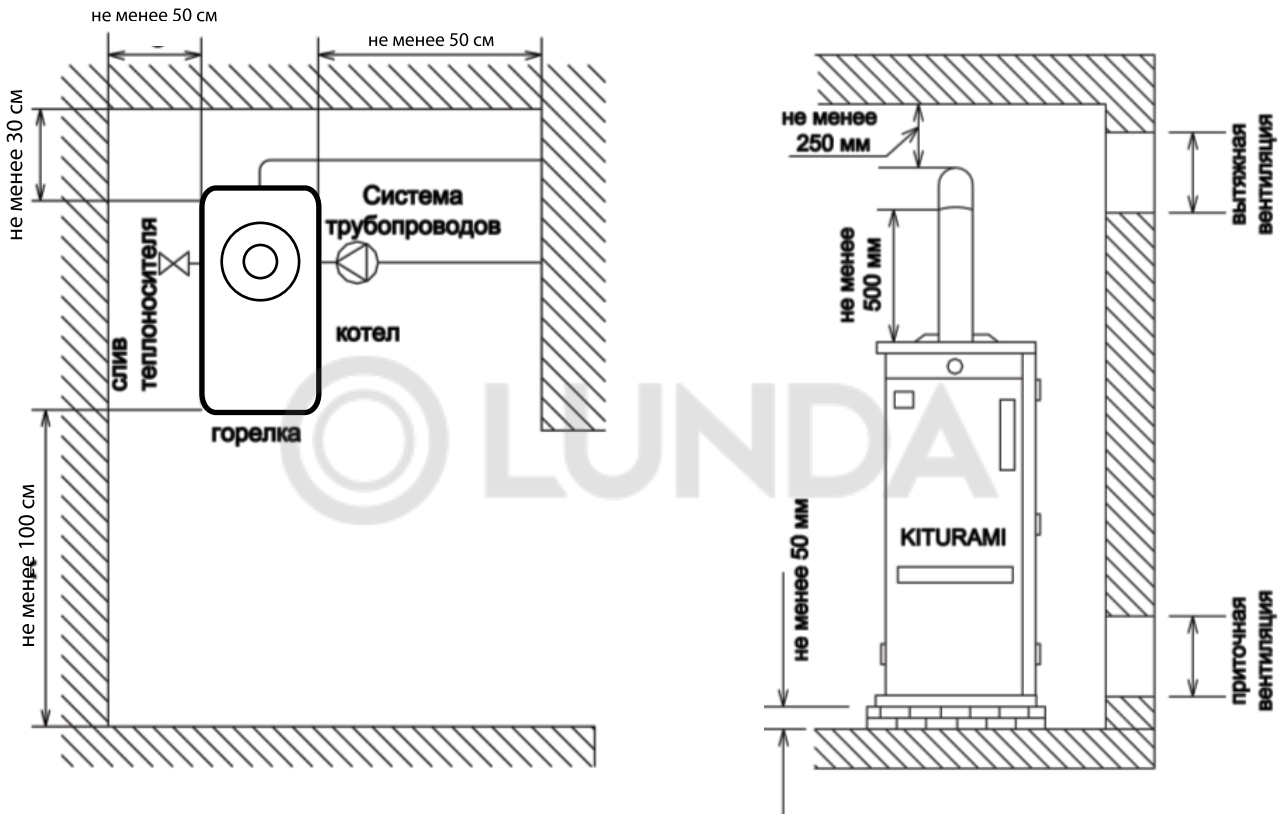 не менее 50 см
не менее 50 см
не менее 30 см
Система
трубопроводов
слив
теплоносителя
котел
горелка
не менее 100 см
не менее
250 мм
не менее
500 мм
вытяжная
вентиляция
LUNDA
KITURAMI
не менее 50 мм
приточная
вентиляция